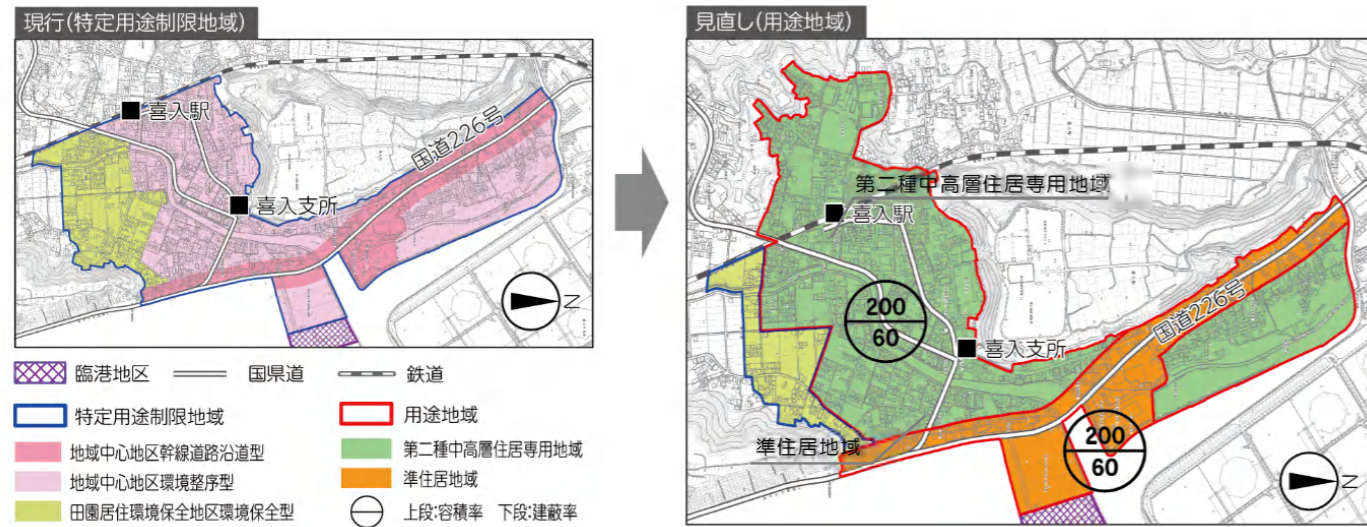 現行(特定用途制限地域)
喜入駅
喜入支所
国道226号
N
臨港地区
国県道
鉄道
特定用途制限地域
地域中心地区幹線道路沿道型
地域中心地区環境整序型
田園居住環境保全地区環境保全型
見直し(用途地域)
第二種中高層住居専用地域
喜入駅
200
60
喜入支所
国道226号
準住居地域
200
60
N
用途地域
第二種中高層住居専用地域
準住居地域
上段:容積率 下段:建蔽率